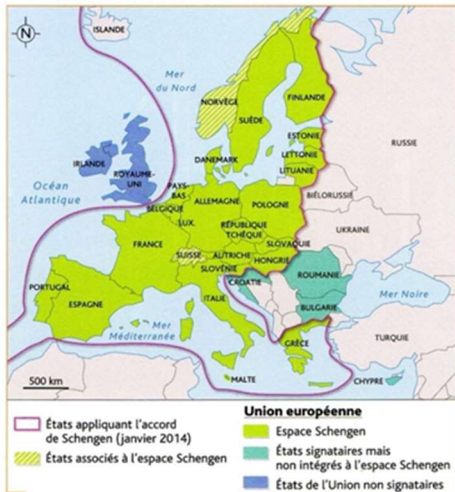 ISLANDE
N
Mer
du Nord
NORVÈGE
FINLANDE
SUÈDE
ESTONIE
RUSSIE
LETTONIE
DANEMARK
LITUANIE
IRLANDE
ROYAUME-
UNI
PAYS-
BAS
BIÉLORUSSIE
Océan
Atlantique
ALLEMAGNE
POLOGNE
BELGIQUE
LUX.
RÉPUBLIQUE
TCHÈQUE
UKRAINE
SLOVAQUIE
FRANCE
SUISSE
AUTRICHE
HONGRIE
SLOVÉNIE
ROUMANIE
CROATIE
PORTUGAL
ESPAGNE
ITALIE
BULGARIE
Mer Noire
Mer
Méditerranée
GRÈCE
TURQUIE
500 km
MALTE
CHYPRE
États appliquant l'accord
de Schengen (janvier 2014)
États associés à l'espace Schengen
Union européenne
Espace Schengen
États signataires mais
non intégrés à l'espace Schengen
États de l'Union non signataires